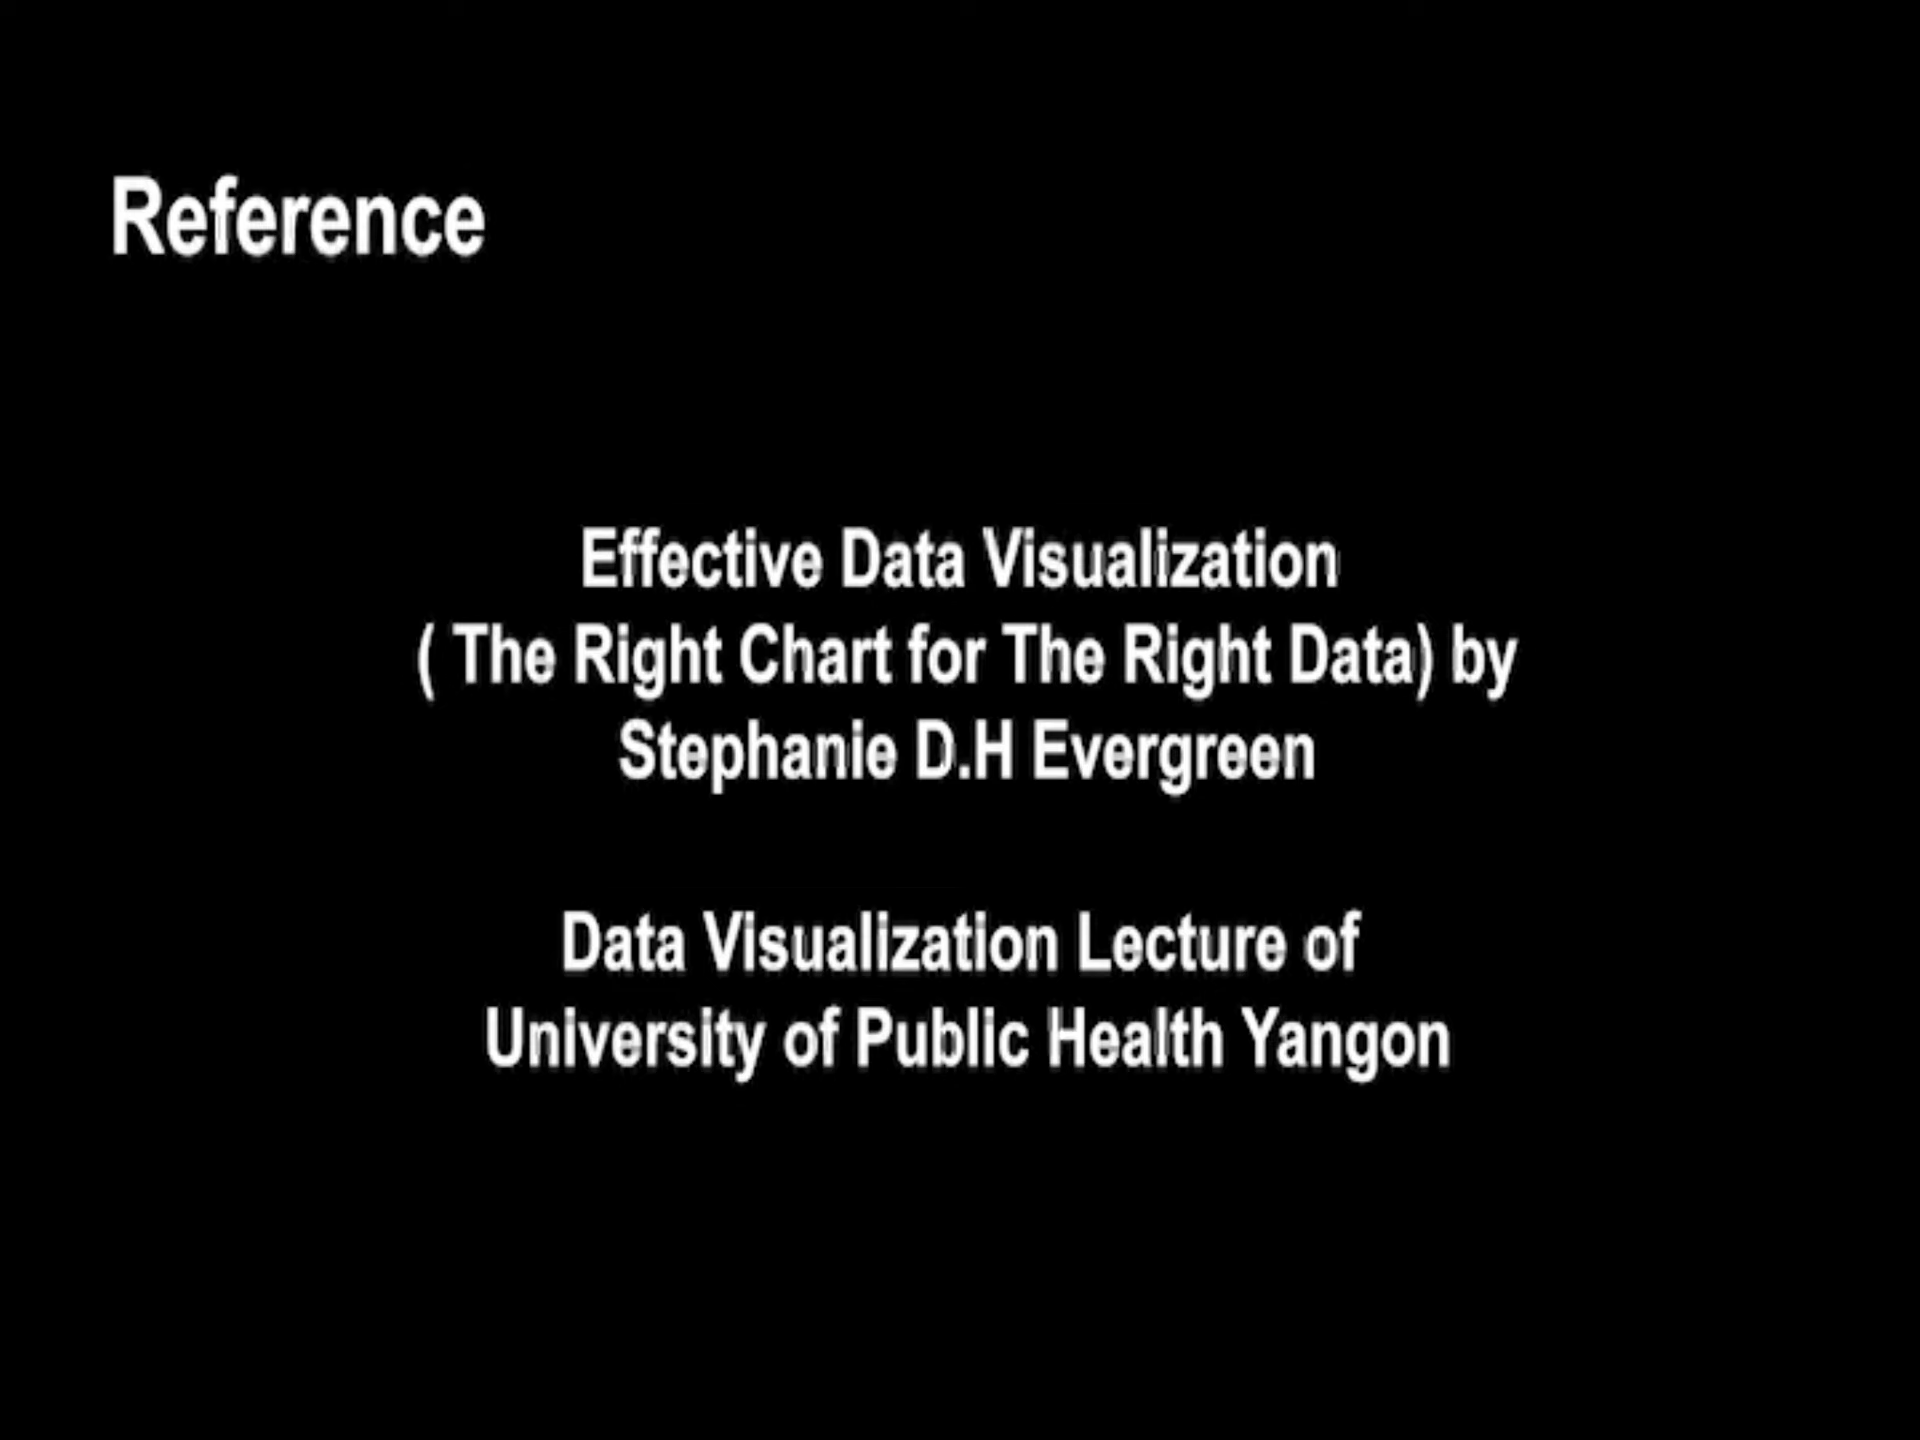 Reference
Effective Data Visualization
( The Right Chart for The Right Data) by
Stephanie D.H Evergreen
Data Visualization Lecture of
University of Public Health Yangon